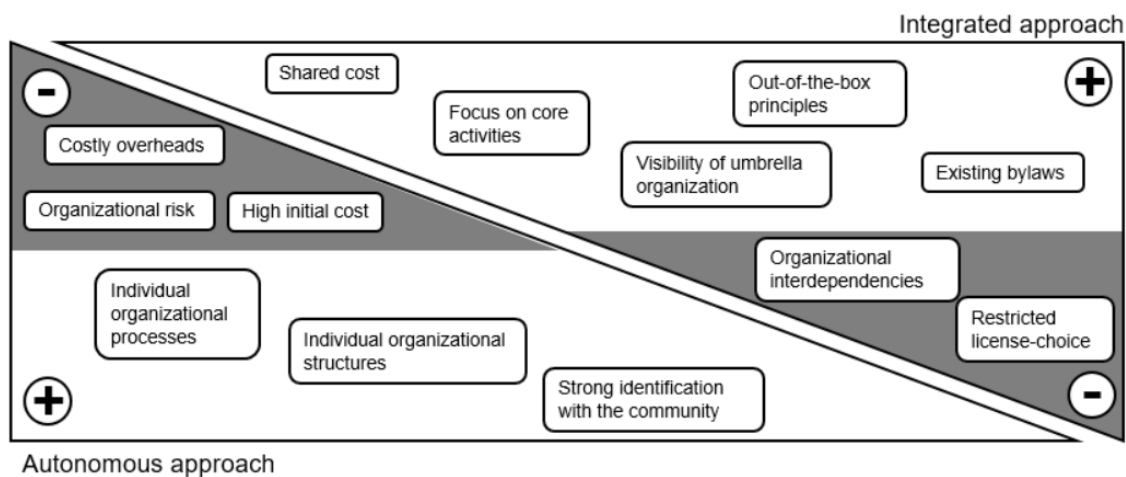 Integrated approach
-
Shared cost
Focus on core
activities
Out-of-the-box
principles
+
Costly overheads
Visibility of umbrella
organization
Existing bylaws
Organizational risk
High initial cost
Organizational
interdependencies
Restricted
license-choice
-
Individual
organizational
processes
Individual organizational
structures
Strong identification
with the community
+
Autonomous approach